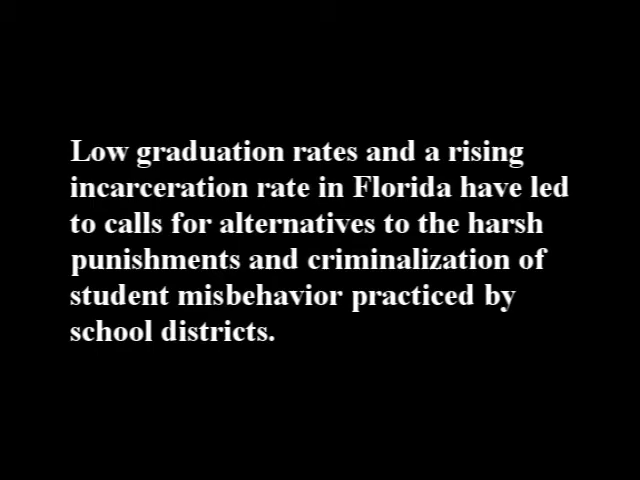 Low graduation rates and a rising
incarceration rate in Florida have led
to calls for alternatives to the harsh
punishments and criminalization of
student misbehavior practiced by
school districts.